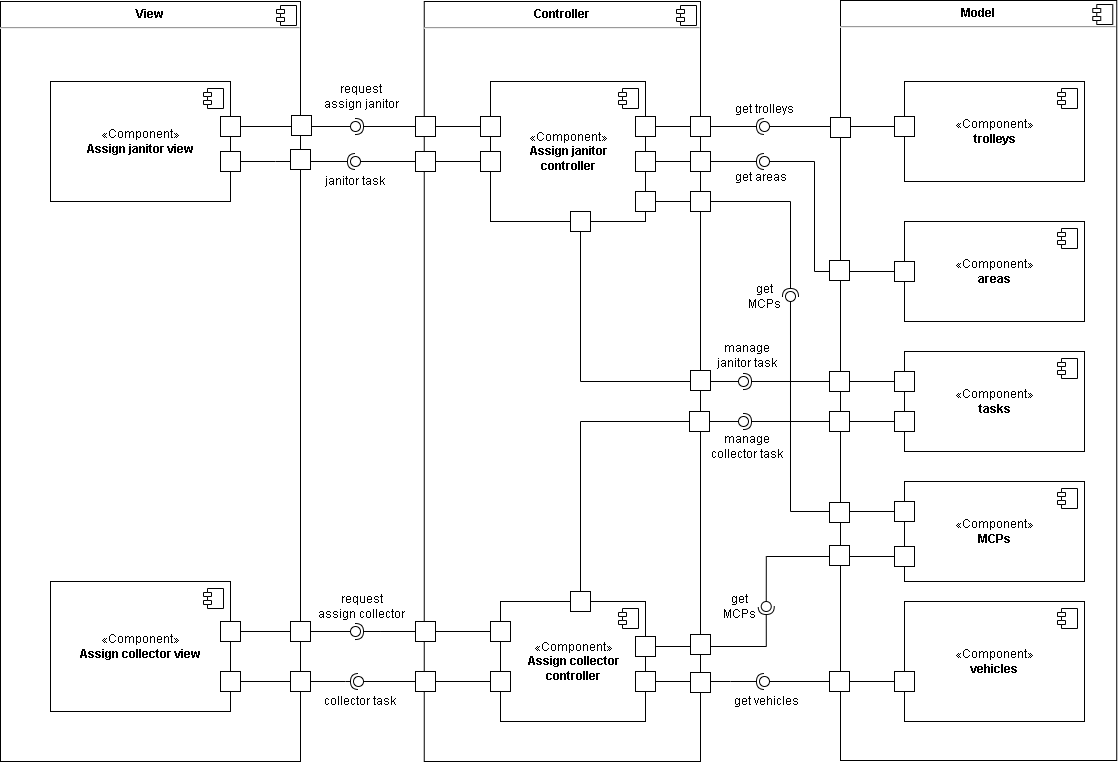 View
Controller
Model
«Component»
Assign janitor view
request
assign janitor
janitor task
«Component»
Assign janitor
controller
get trolleys
get areas
get
MCPs
manage
janitor task
manage
collector task
«Component»
trolleys
«Component»
areas
«Component»
tasks
«Component»
MCPs
«Component»
Assign collector view
request
assign collector
collector task
«Component»
Assign collector
controller
get
MCPs
get vehicles
«Component»
vehicles